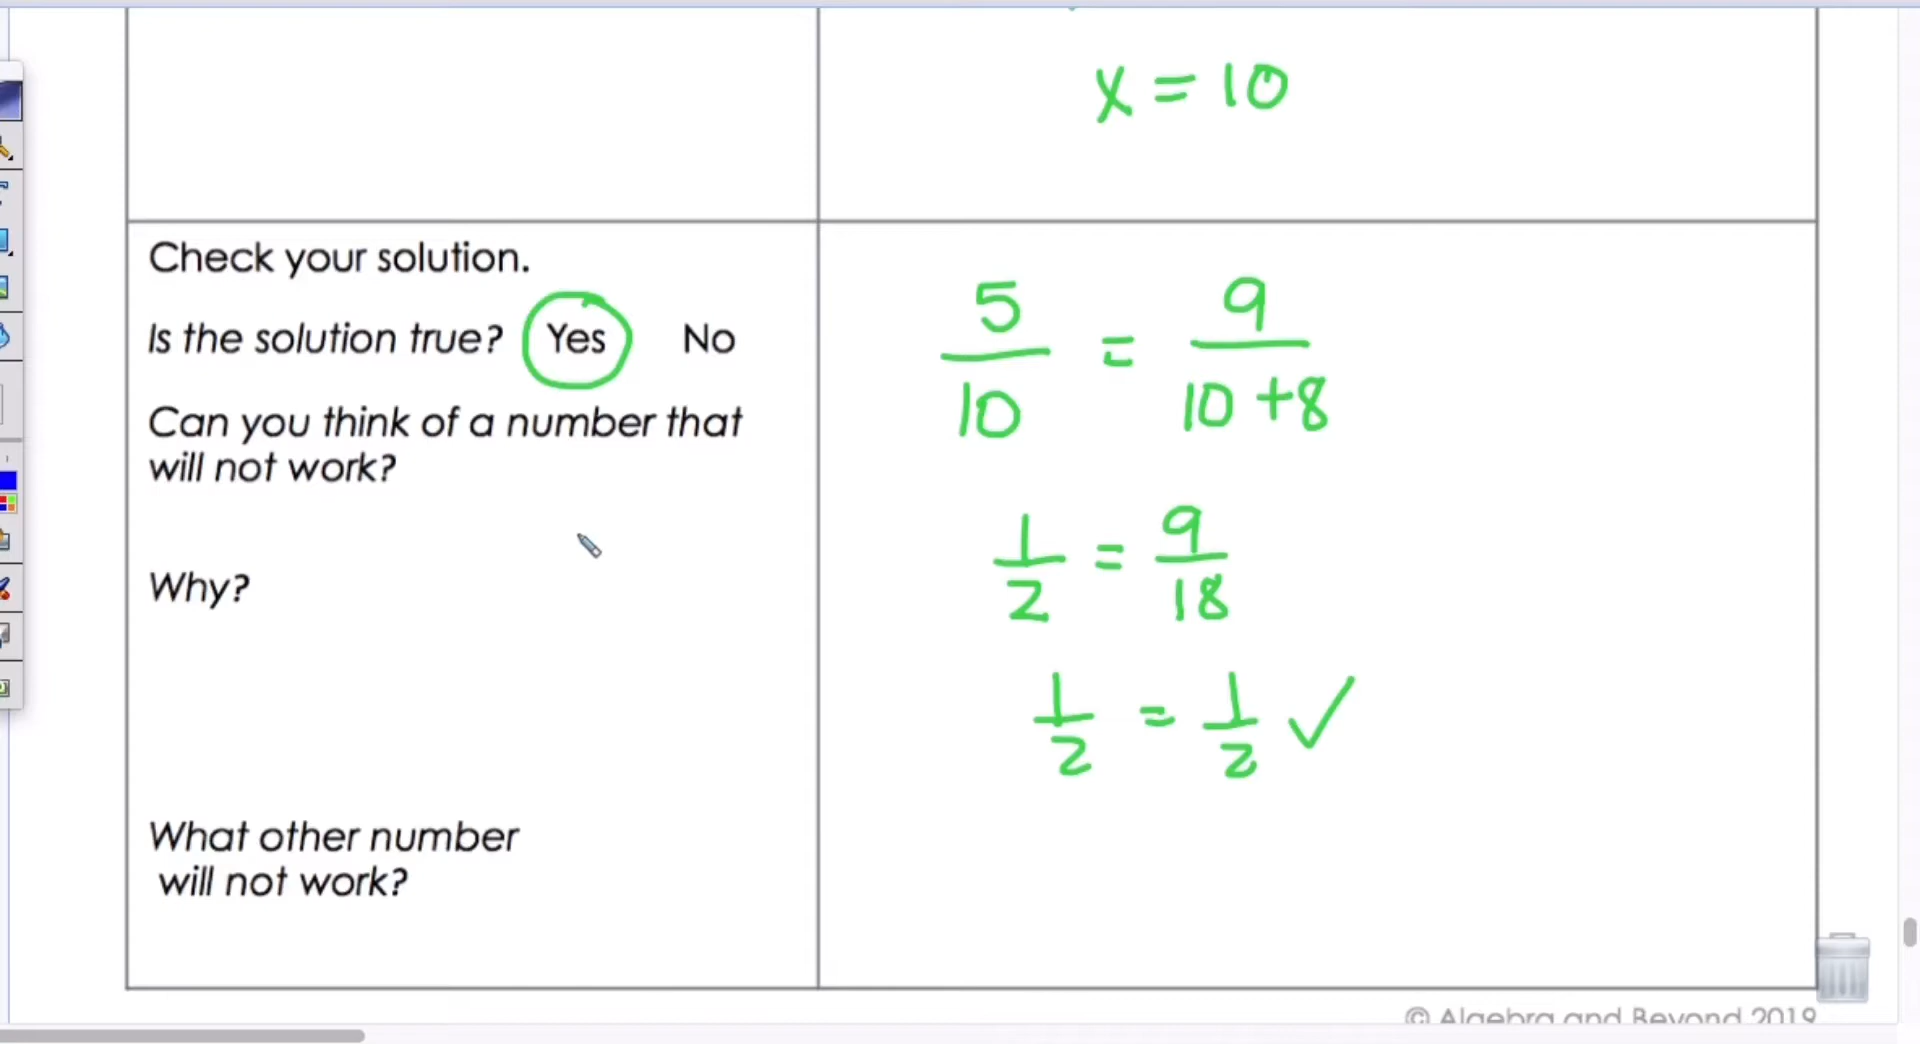 x = 10
Check your solution.
Is the solution true? Yes No
Can you think of a number that
will not work?
Why?
What other number
will not work?
5/10 = 9/10+8
1/2 = 9/18
1/2 = 1/2 ✓
© Algebra and Beyond 2019